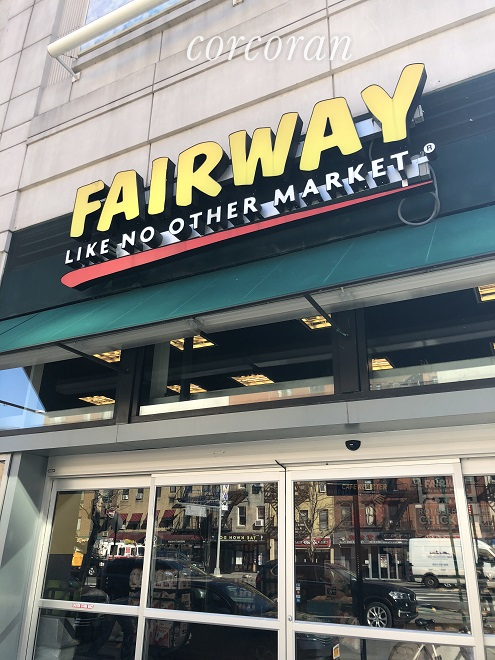 corcoran
FAIRWAY
LIKE NO OTHER MARKET ®